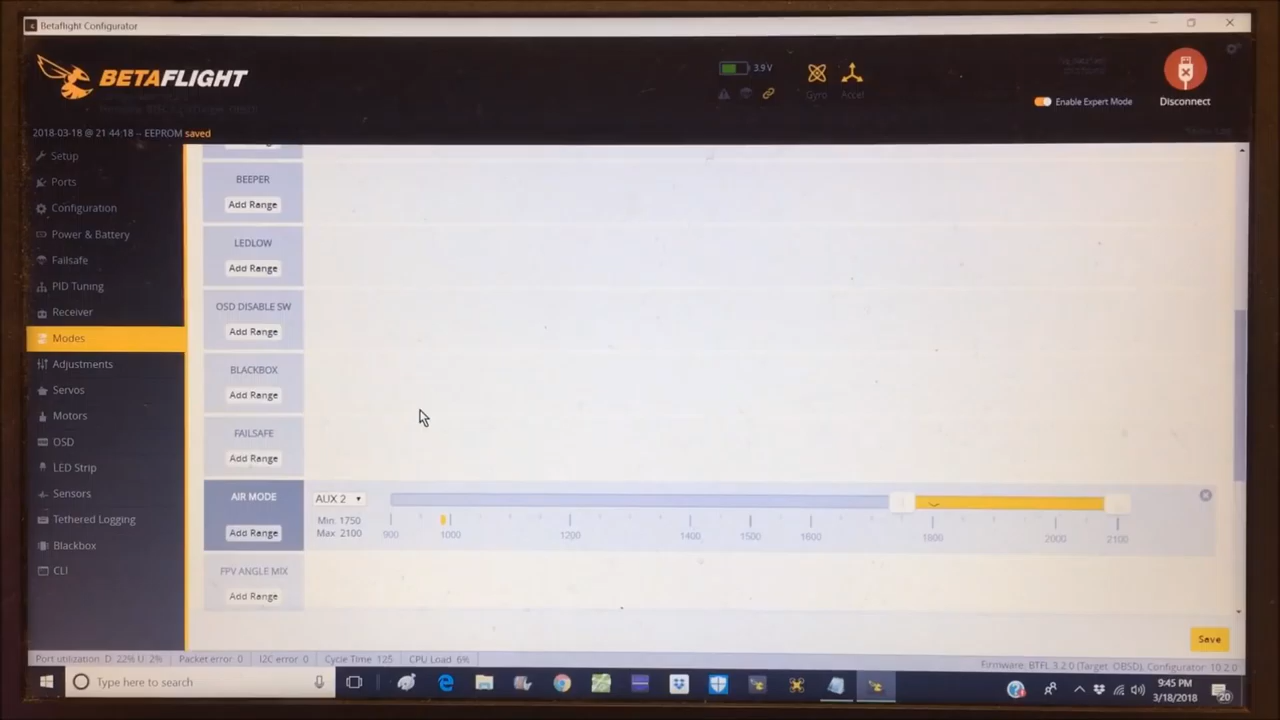 Betaflight Configurator
BETAFLIGHT
3.9 V
Gyro
Accel
Enable Expert Mode
Disconnect
2018-03-18 @ 21:44:18 -- EEPROM saved
Setup
Ports
Configuration
Power & Battery
Failsafe
PID Tuning
Receiver
Modes
Adjustments
Servos
Motors
OSD
LED Strip
Sensors
Tethered Logging
Blackbox
CLI
BEEPER
Add Range
LEDLOW
Add Range
OSD DISABLE SW
Add Range
BLACKBOX
Add Range
FAILSAFE
Add Range
AIR MODE
Add Range
AUX 2
Min: 1750
Max: 2100
900 1000 1200 1400 1500 1600 1800 2000 2100
FPV ANGLE MIX
Add Range
Save
Port utilization: D: 22% U: 2% Packet error: 0 I2C error: 0 Cycle Time: 125 CPU Load: 6%
Firmware: BTFL 3.2.0 (Target: OBSD), Configurator: 10.2.0
Type here to search
9:45 PM
3/18/2018
20